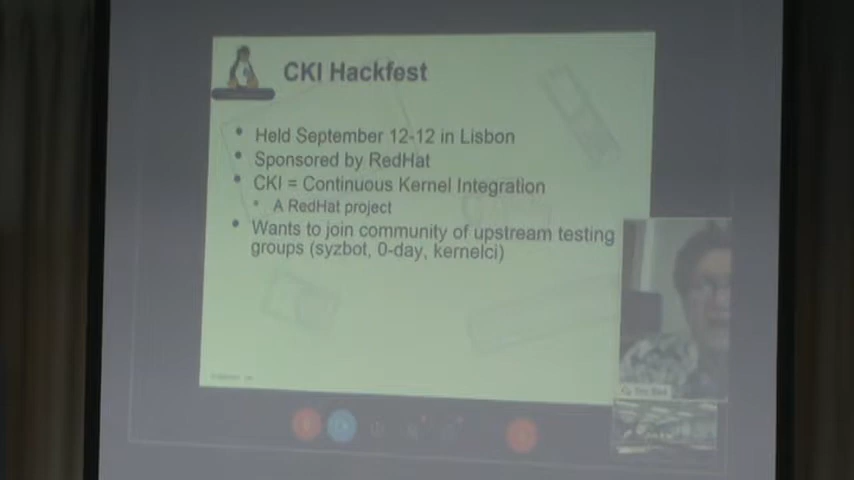 CKI Hackfest
• Held September 12-12 in Lisbon
• Sponsored by RedHat
• CKI = Continuous Kernel Integration
• A RedHat project
• Wants to join community of upstream testing
groups (syzbot, 0-day, kernelci)